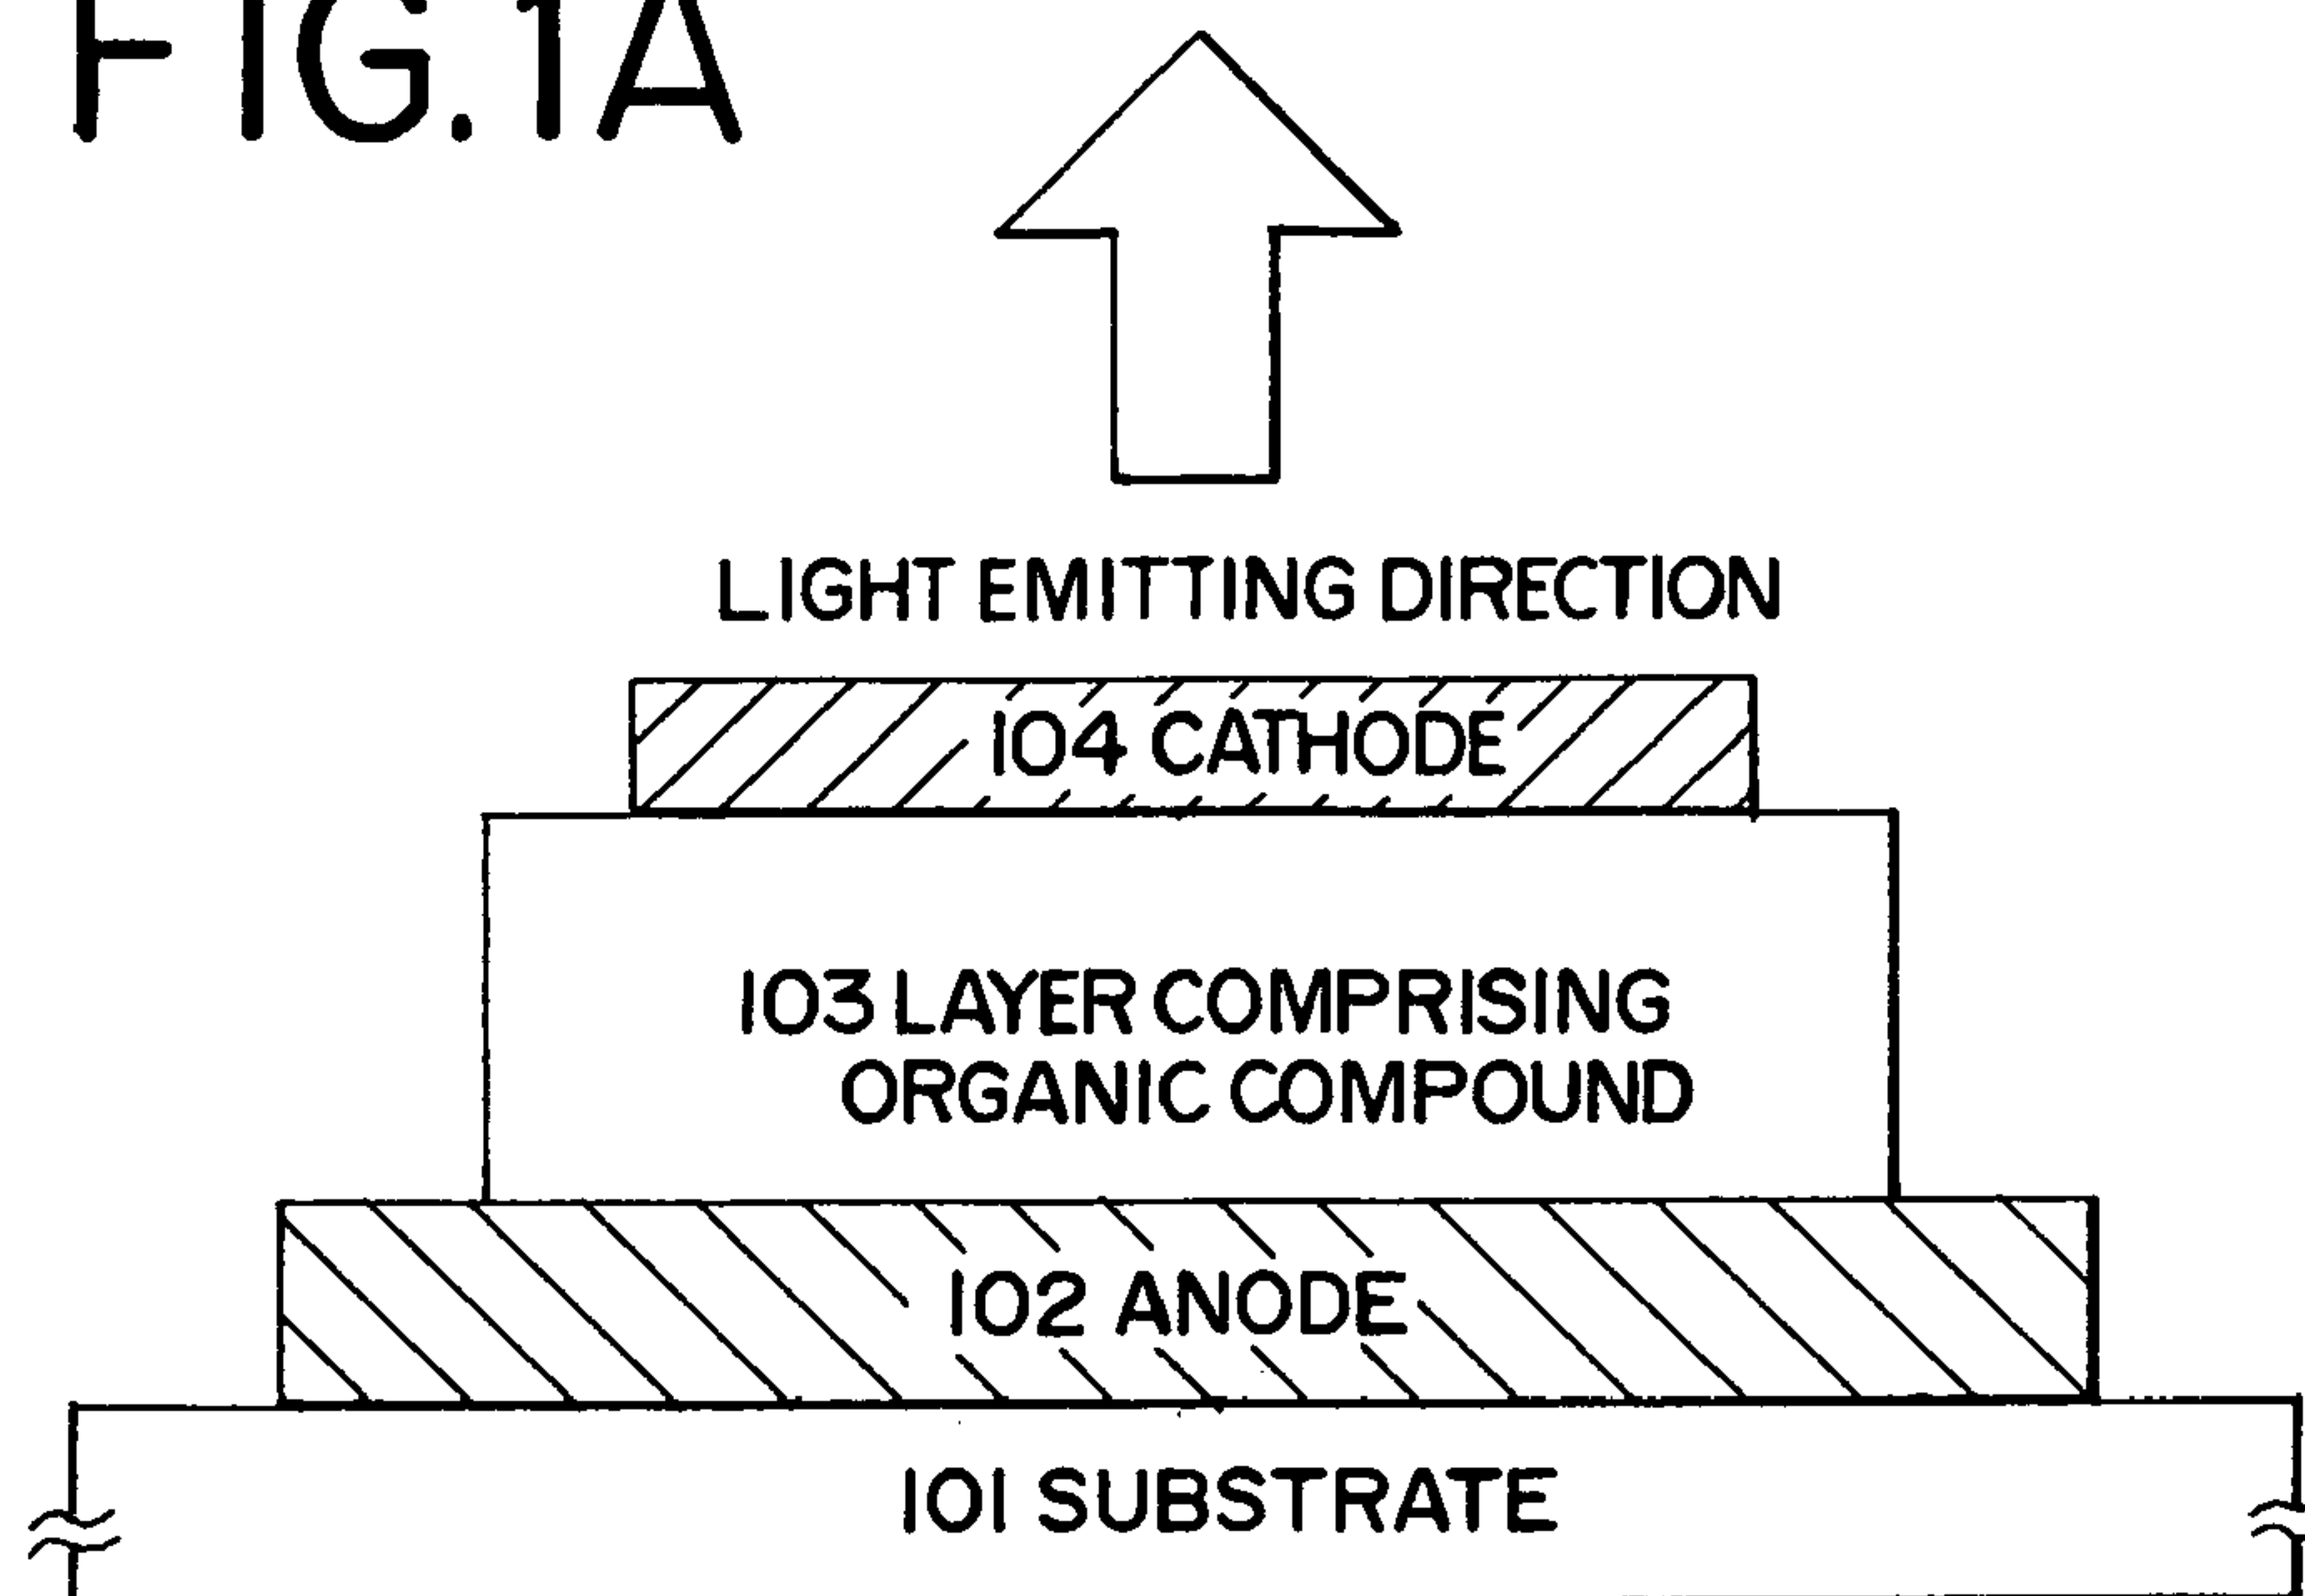 FIG.1A
LIGHT EMITTING DIRECTION
104 CATHODE
103 LAYER COMPRISING
ORGANIC COMPOUND
102 ANODE
101 SUBSTRATE